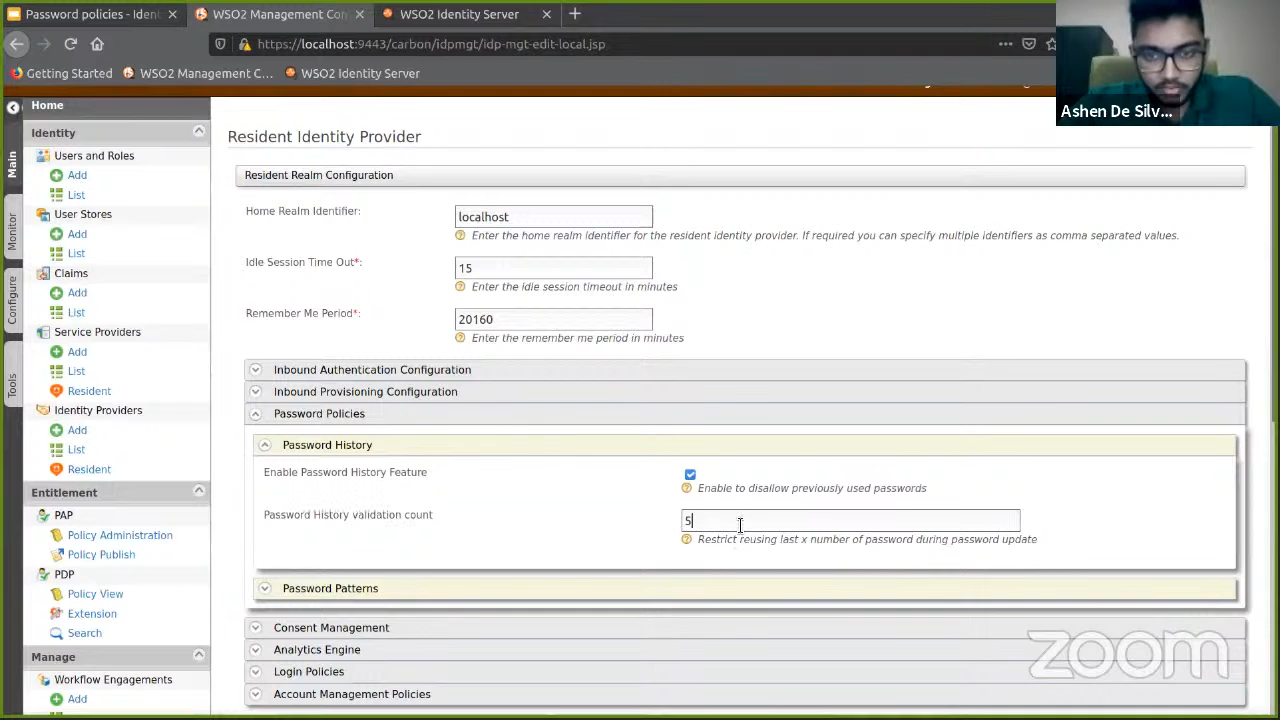 Password policies - Iden
WSO2 Management Con
WSO2 Identity Server
https://localhost:9443/carbon/idpmgt/idp-mgt-edit-local.jsp
Getting Started
WSO2 Management C...
WSO2 Identity Server
Ashen De Silv...
Main
Monitor
Configure
Tools
Home
Identity
Users and Roles
Add
List
User Stores
Add
List
Claims
Add
List
Service Providers
Add
List
Resident
Identity Providers
Add
List
Resident
Entitlement
PAP
Policy Administration
Policy Publish
PDP
Policy View
Extension
Search
Manage
Workflow Engagements
Add
Resident Identity Provider
Resident Realm Configuration
Home Realm Identifier:
localhost
Enter the home realm identifier for the resident identity provider. If required you can specify multiple identifiers as comma separated values.
Idle Session Time Out*:
15
Enter the idle session timeout in minutes
Remember Me Period*:
20160
Enter the remember me period in minutes
Inbound Authentication Configuration
Inbound Provisioning Configuration
Password Policies
Password History
Enable Password History Feature
Enable to disallow previously used passwords
Password History validation count
5
Restrict reusing last x number of password during password update
Password Patterns
Consent Management
Analytics Engine
Login Policies
Account Management Policies
zoom